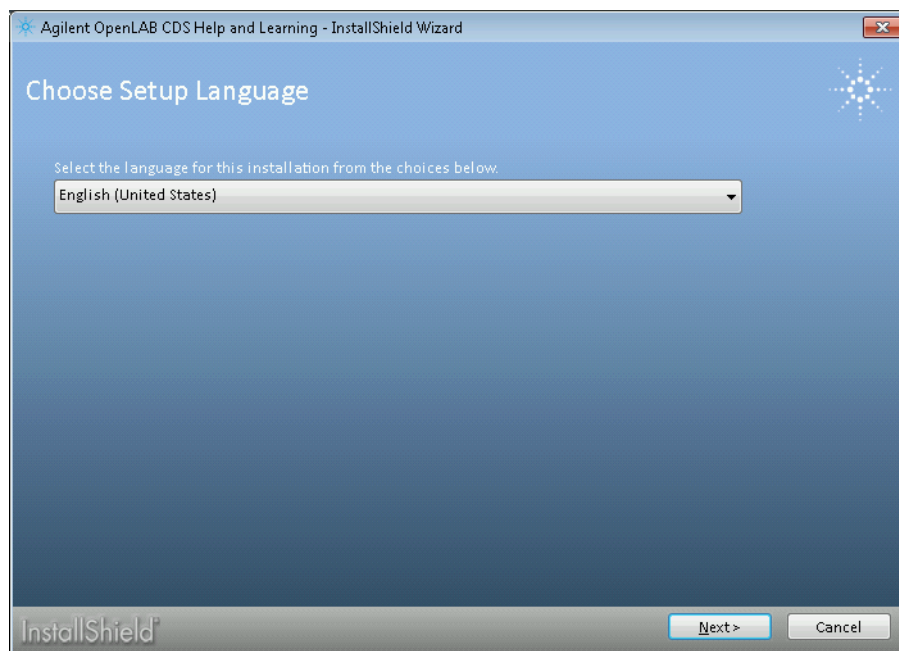 Agilent OpenLAB CDS Help and Learning - InstallShield Wizard
Choose Setup Language
Select the language for this installation from the choices below.
English (United States)
InstallShield
Next >
Cancel